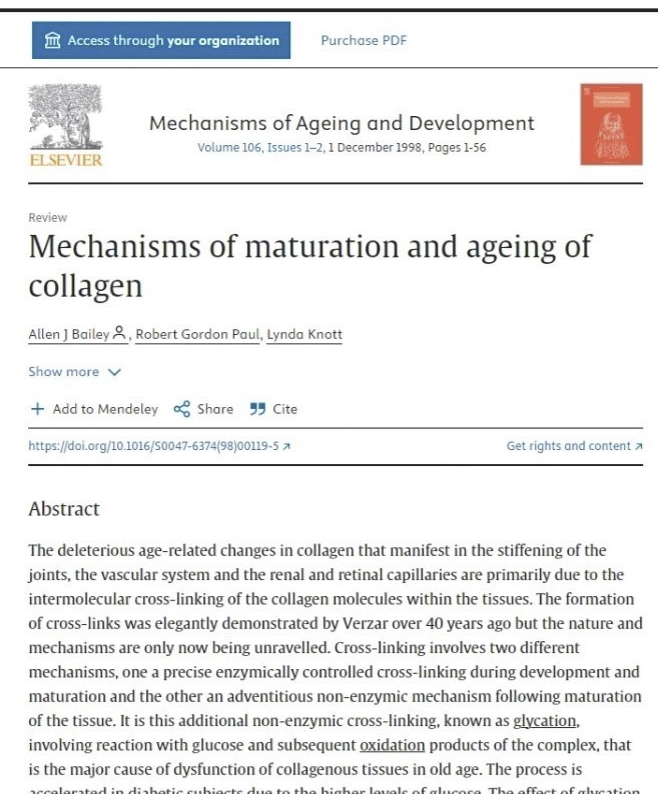 Access through your organization
Purchase PDF
ELSEVIER
Mechanisms of Ageing and Development
Volume 106, Issues 1–2, 1 December 1998, Pages 1-56
Review
Mechanisms of maturation and ageing of
collagen
Allen J Bailey, Robert Gordon Paul, Lynda Knott
Show more
Add to Mendeley Share Cite
https://doi.org/10.1016/S0047-6374(98)00119-5
Get rights and content
Abstract
The deleterious age-related changes in collagen that manifest in the stiffening of the
joints, the vascular system and the renal and retinal capillaries are primarily due to the
intermolecular cross-linking of the collagen molecules within the tissues. The formation
of cross-links was elegantly demonstrated by Verzar over 40 years ago but the nature and
mechanisms are only now being unravelled. Cross-linking involves two different
mechanisms, one a precise enzymically controlled cross-linking during development and
maturation and the other an adventitious non-enzymic mechanism following maturation
of the tissue. It is this additional non-enzymic cross-linking, known as glycation,
involving reaction with glucose and subsequent oxidation products of the complex, that
is the major cause of dysfunction of collagenous tissues in old age. The process is
accelerated in diabetic subjects due to the higher levels of glucose. The effect of glycation